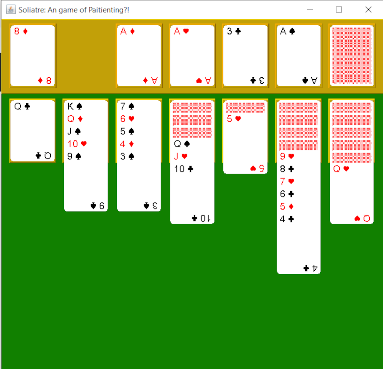 Soliatre: An game of Paitienting?!
8♦
8♦
A♦
A♦
A♥
A♥
3♣
3♣
A♠
A♠
Q♣
Q♣
K♠
Q♦
J♠
10♥
9♠
9♠
7♠
6♥
5♠
4♦
3♠
3♠
Q♠
J♥
10♣
10♣
5♥
9♥
8♣
7♥
6♣
5♦
4♣
4♣
Q♥
Q♥